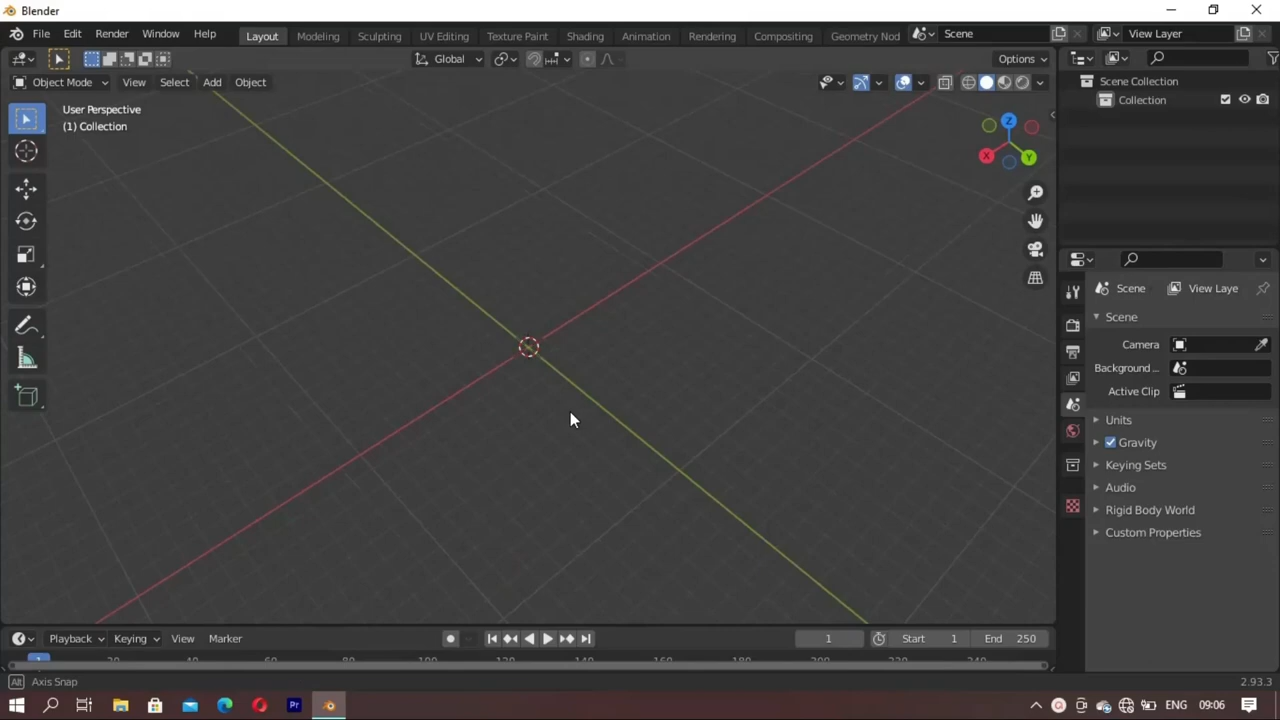 Blender
File Edit Render Window Help Layout Modeling Sculpting UV Editing Texture Paint Shading Animation Rendering Compositing Geometry Nod Scene View Layer
Global Options
Object Mode View Select Add Object
User Perspective
(1) Collection
Z
X Y
Scene Collection
Collection
Scene View Laye
Scene
Camera
Background ...
Active Clip
Units
Gravity
Keying Sets
Audio
Rigid Body World
Custom Properties
Playback Keying View Marker 1 Start 1 End 250
Alt Axis Snap 2.93.3
Pr ENG 09:06